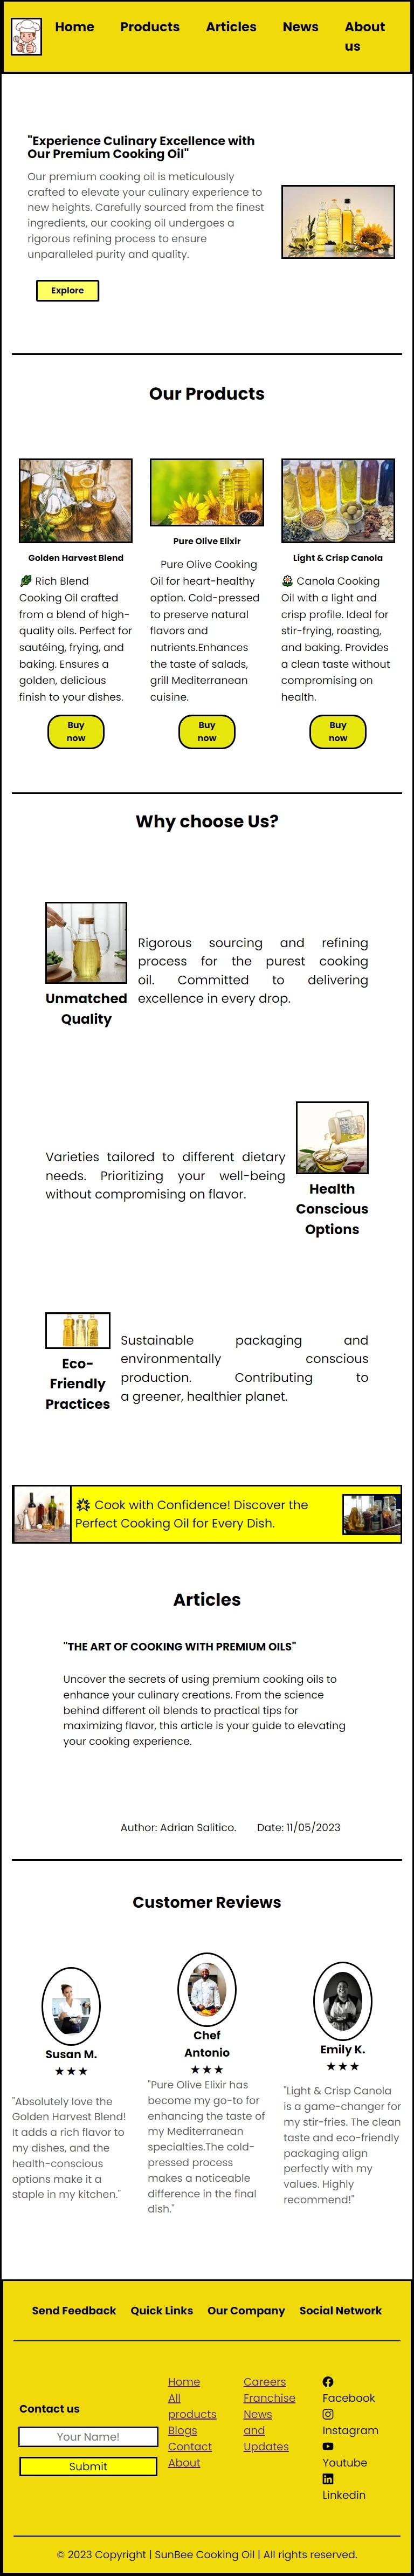 Home
Products
Articles
News
About
us
"Experience Culinary Excellence with
Our Premium Cooking Oil"
Our premium cooking oil is meticulously
crafted to elevate your culinary experience to
new heights. Carefully sourced from the finest
ingredients, our cooking oil undergoes a
rigorous refining process to ensure
unparalleled purity and quality.
Explore
Our Products
Golden Harvest Blend
Rich Blend
Cooking Oil crafted
from a blend of high-
quality oils. Perfect for
sautéing, frying, and
baking. Ensures a
golden, delicious
finish to your dishes.
Buy
now
Pure Olive Elixir
Pure Olive Cooking
Oil for heart-healthy
option. Cold-pressed
to preserve natural
flavors and
nutrients.Enhances
the taste of salads,
grill Mediterranean
cuisine.
Buy
now
Light & Crisp Canola
Canola Cooking
Oil with a light and
crisp profile. Ideal for
stir-frying, roasting,
and baking. Provides
a clean taste without
compromising on
health.
Buy
now
Why choose Us?
Unmatched
Quality
Rigorous sourcing and refining
process for the purest cooking
oil. Committed to delivering
excellence in every drop.
Varieties tailored to different dietary
needs. Prioritizing your well-being
without compromising on flavor.
Health
Conscious
Options
Eco-
Friendly
Practices
Sustainable packaging and
environmentally conscious
production. Contributing to
a greener, healthier planet.
Cook with Confidence! Discover the
Perfect Cooking Oil for Every Dish.
Articles
"THE ART OF COOKING WITH PREMIUM OILS"
Uncover the secrets of using premium cooking oils to
enhance your culinary creations. From the science
behind different oil blends to practical tips for
maximizing flavor, this article is your guide to elevating
your cooking experience.
Author: Adrian Salitico. Date: 11/05/2023
Customer Reviews
Susan M.
★★★
"Absolutely love the
Golden Harvest Blend!
It adds a rich flavor to
my dishes, and the
health-conscious
options make it a
staple in my kitchen."
Chef
Antonio
★★★
"Pure Olive Elixir has
become my go-to for
enhancing the taste of
my Mediterranean
specialties.The cold-
pressed process
makes a noticeable
difference in the final
dish."
Emily K.
★★★
"Light & Crisp Canola
is a game-changer for
my stir-fries. The clean
taste and eco-friendly
packaging align
perfectly with my
values. Highly
recommend!"
Send Feedback
Quick Links
Our Company
Social Network
Contact us
Your Name!
Submit
Home
All
products
Blogs
Contact
About
Careers
Franchise
News
and
Updates
Facebook
Instagram
Youtube
Linkedin
© 2023 Copyright | SunBee Cooking Oil | All rights reserved.